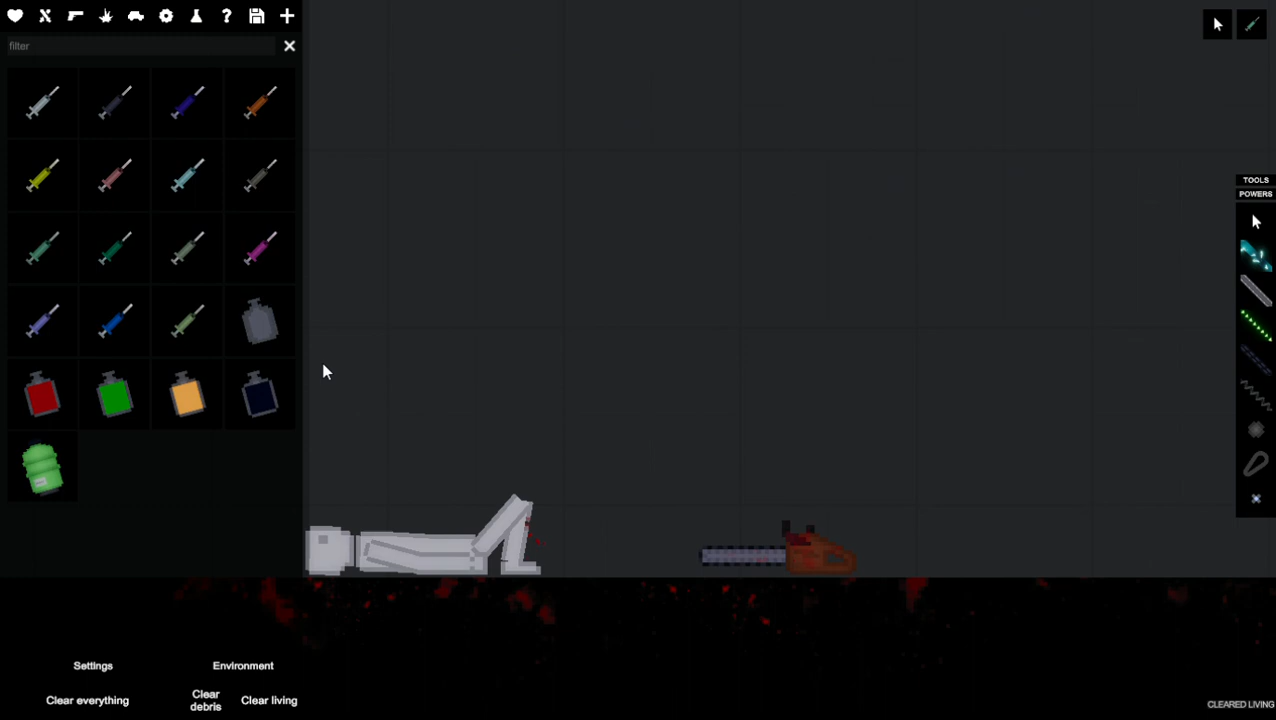 filter
TOOLS
POWERS
Settings
Environment
Clear everything
Clear
debris
Clear living
CLEARED LIVING